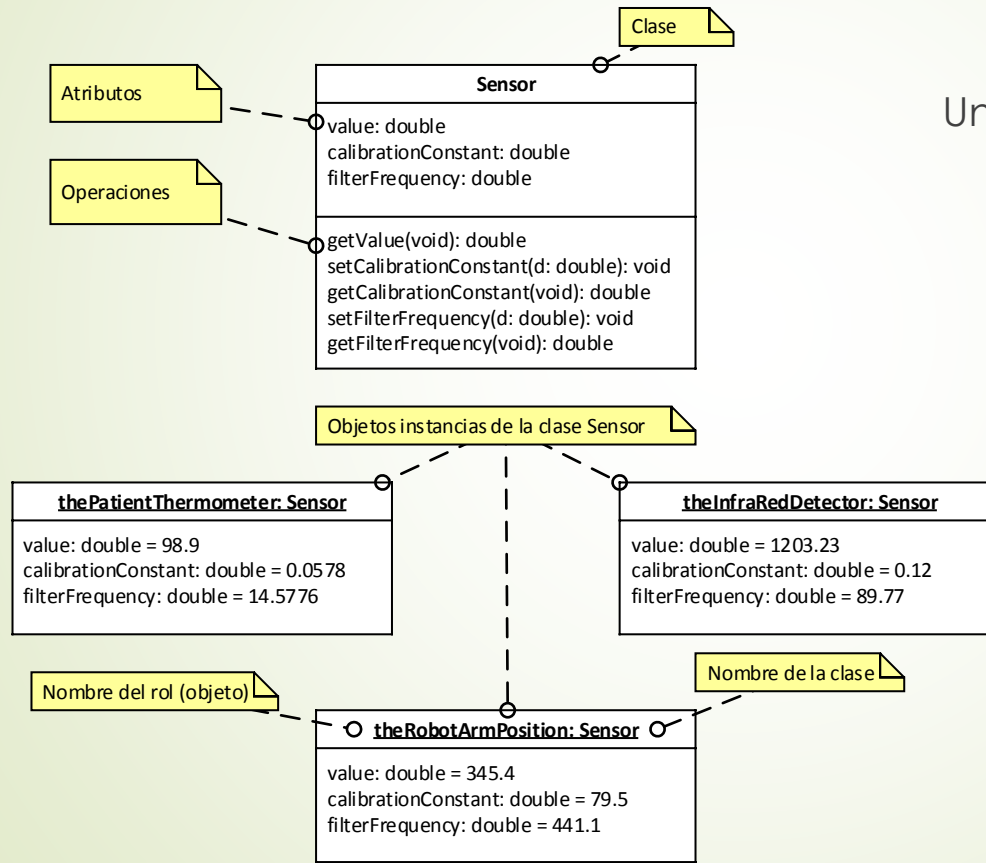 Clase
Sensor
Atributos
value: double
calibrationConstant: double
filterFrequency: double
Operaciones
getValue(void): double
setCalibrationConstant(d: double): void
getCalibrationConstant(void): double
setFilterFrequency(d: double): void
getFilterFrequency(void): double
Un
Objetos instancias de la clase Sensor
thePatientThermometer: Sensor
value: double = 98.9
calibrationConstant: double = 0.0578
filterFrequency: double = 14.5776
theInfraRedDetector: Sensor
value: double = 1203.23
calibrationConstant: double = 0.12
filterFrequency: double = 89.77
Nombre del rol (objeto)
Nombre de la clase
theRobotArmPosition: Sensor
value: double = 345.4
calibrationConstant: double = 79.5
filterFrequency: double = 441.1